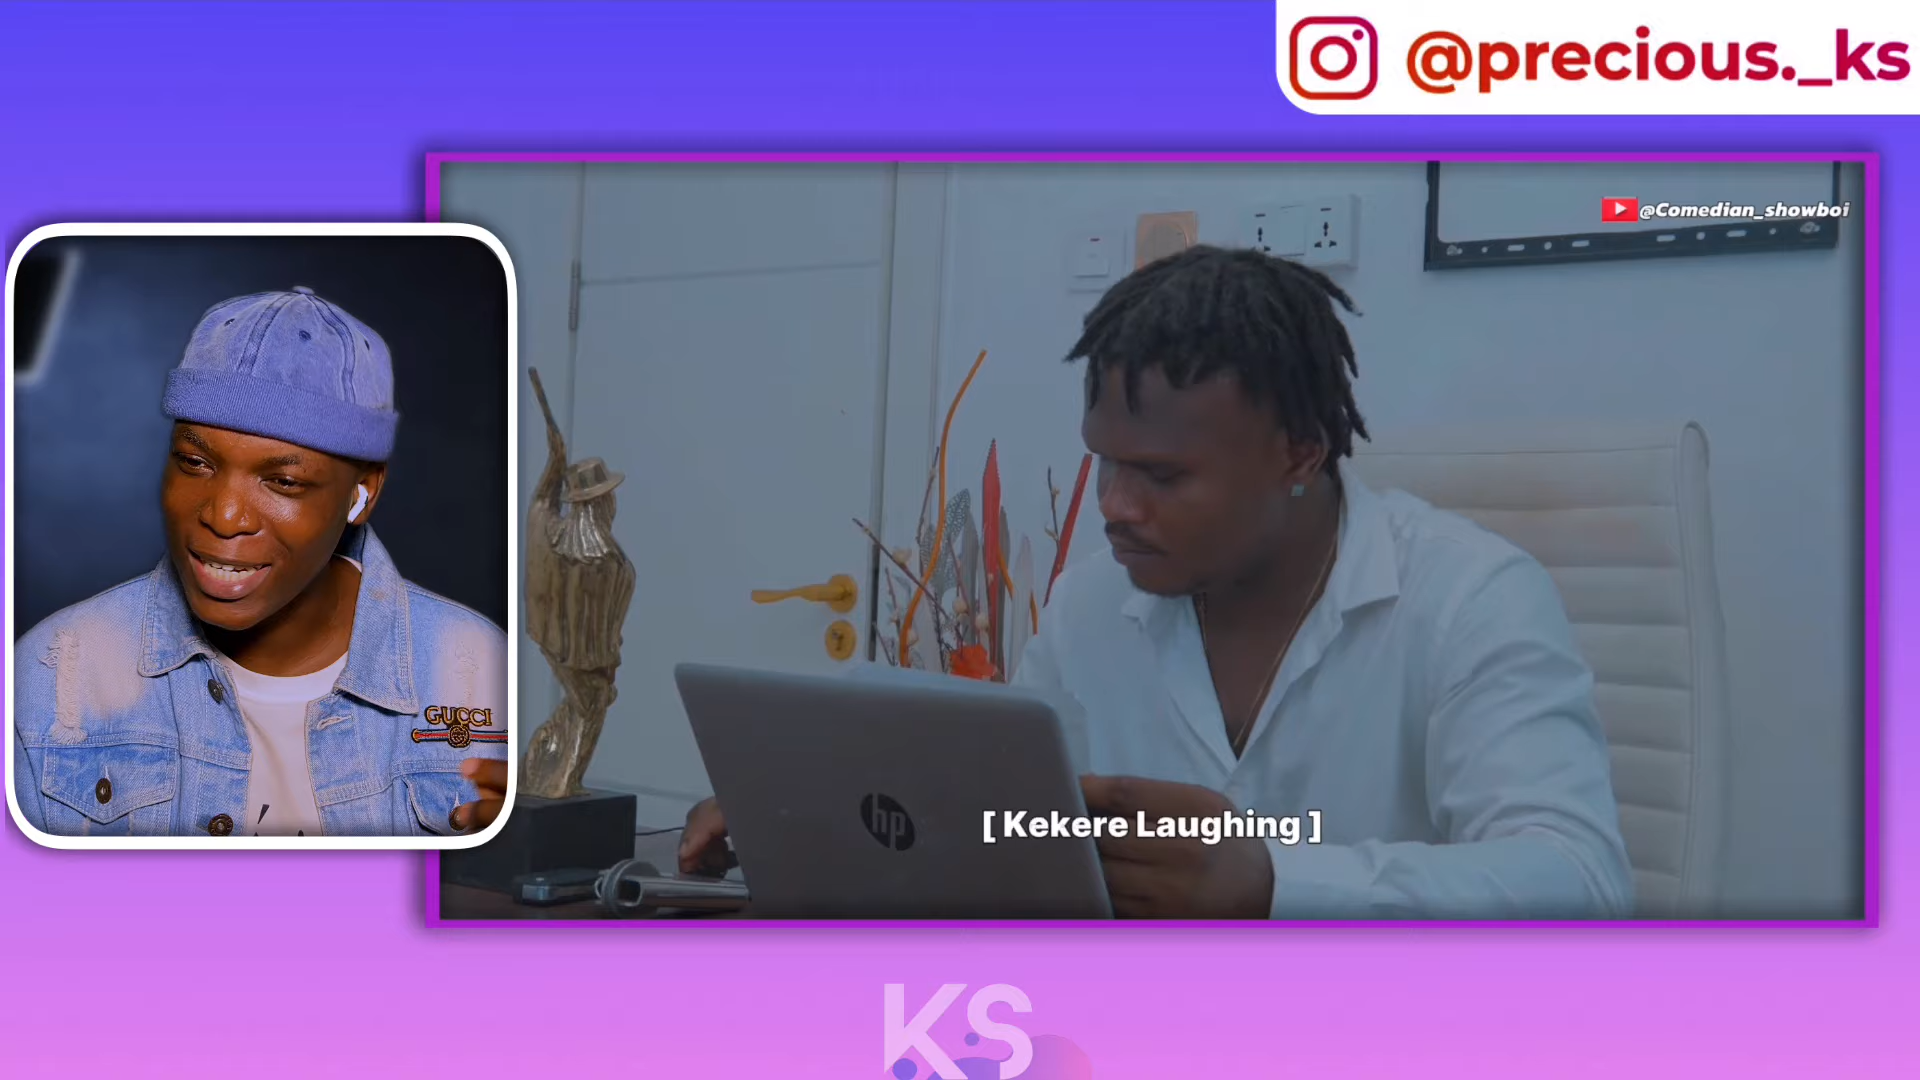 @precious._ks
@Comedian_showboi
GUCCI
hp
[ Kekere Laughing ]
KS